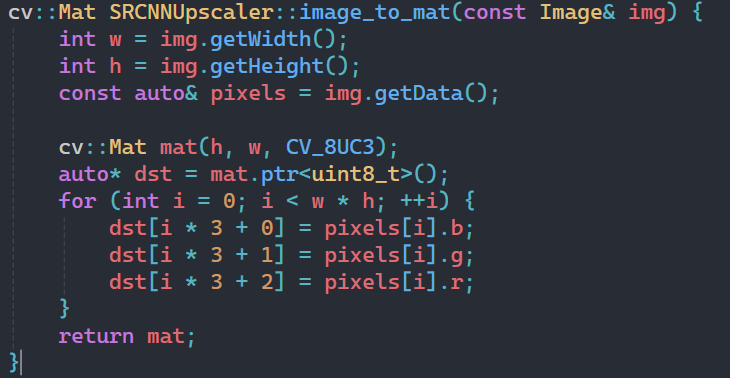 cv::Mat SRCNNUpscaler::image_to_mat(const Image& img) {
    int w = img.getWidth();
    int h = img.getHeight();
    const auto& pixels = img.getData();

    cv::Mat mat(h, w, CV_8UC3);
    auto* dst = mat.ptr<uint8_t>();
    for (int i = 0; i < w * h; ++i) {
        dst[i * 3 + 0] = pixels[i].b;
        dst[i * 3 + 1] = pixels[i].g;
        dst[i * 3 + 2] = pixels[i].r;
    }
    return mat;
}